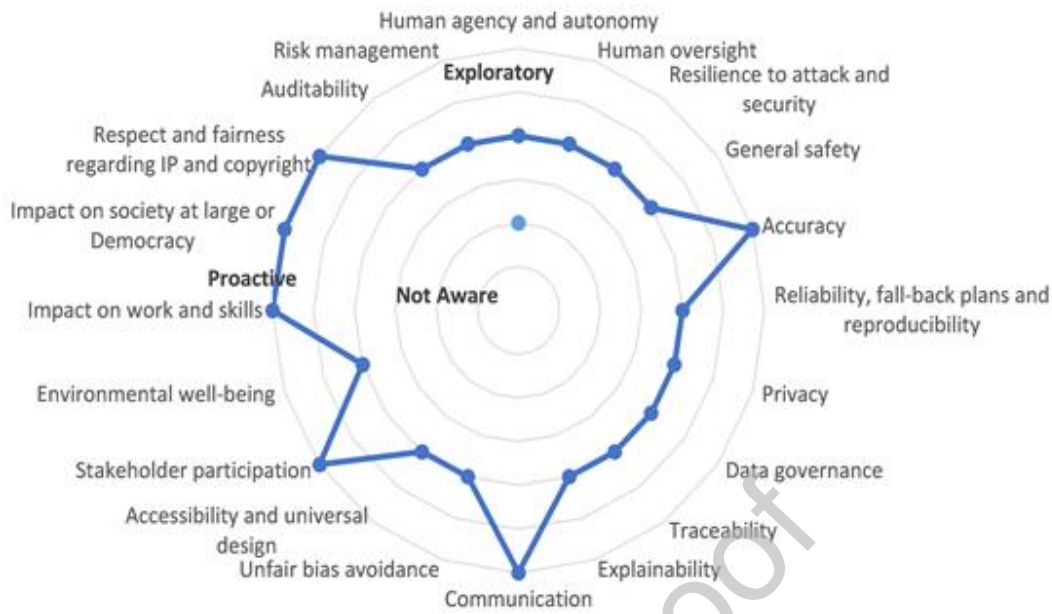 Human agency and autonomy
Risk management
Human oversight
Exploratory
Resilience to attack and
security
Auditability
Respect and fairness
regarding IP and copyright
General safety
Impact on society at large or
Democracy
Accuracy
Proactive
Not Aware
Impact on work and skills
Reliability, fall-back plans and
reproducibility
Environmental well-being
Privacy
Stakeholder participation
Data governance
Accessibility and universal
design
Traceability
Unfair bias avoidance
Explainability
Communication
oof